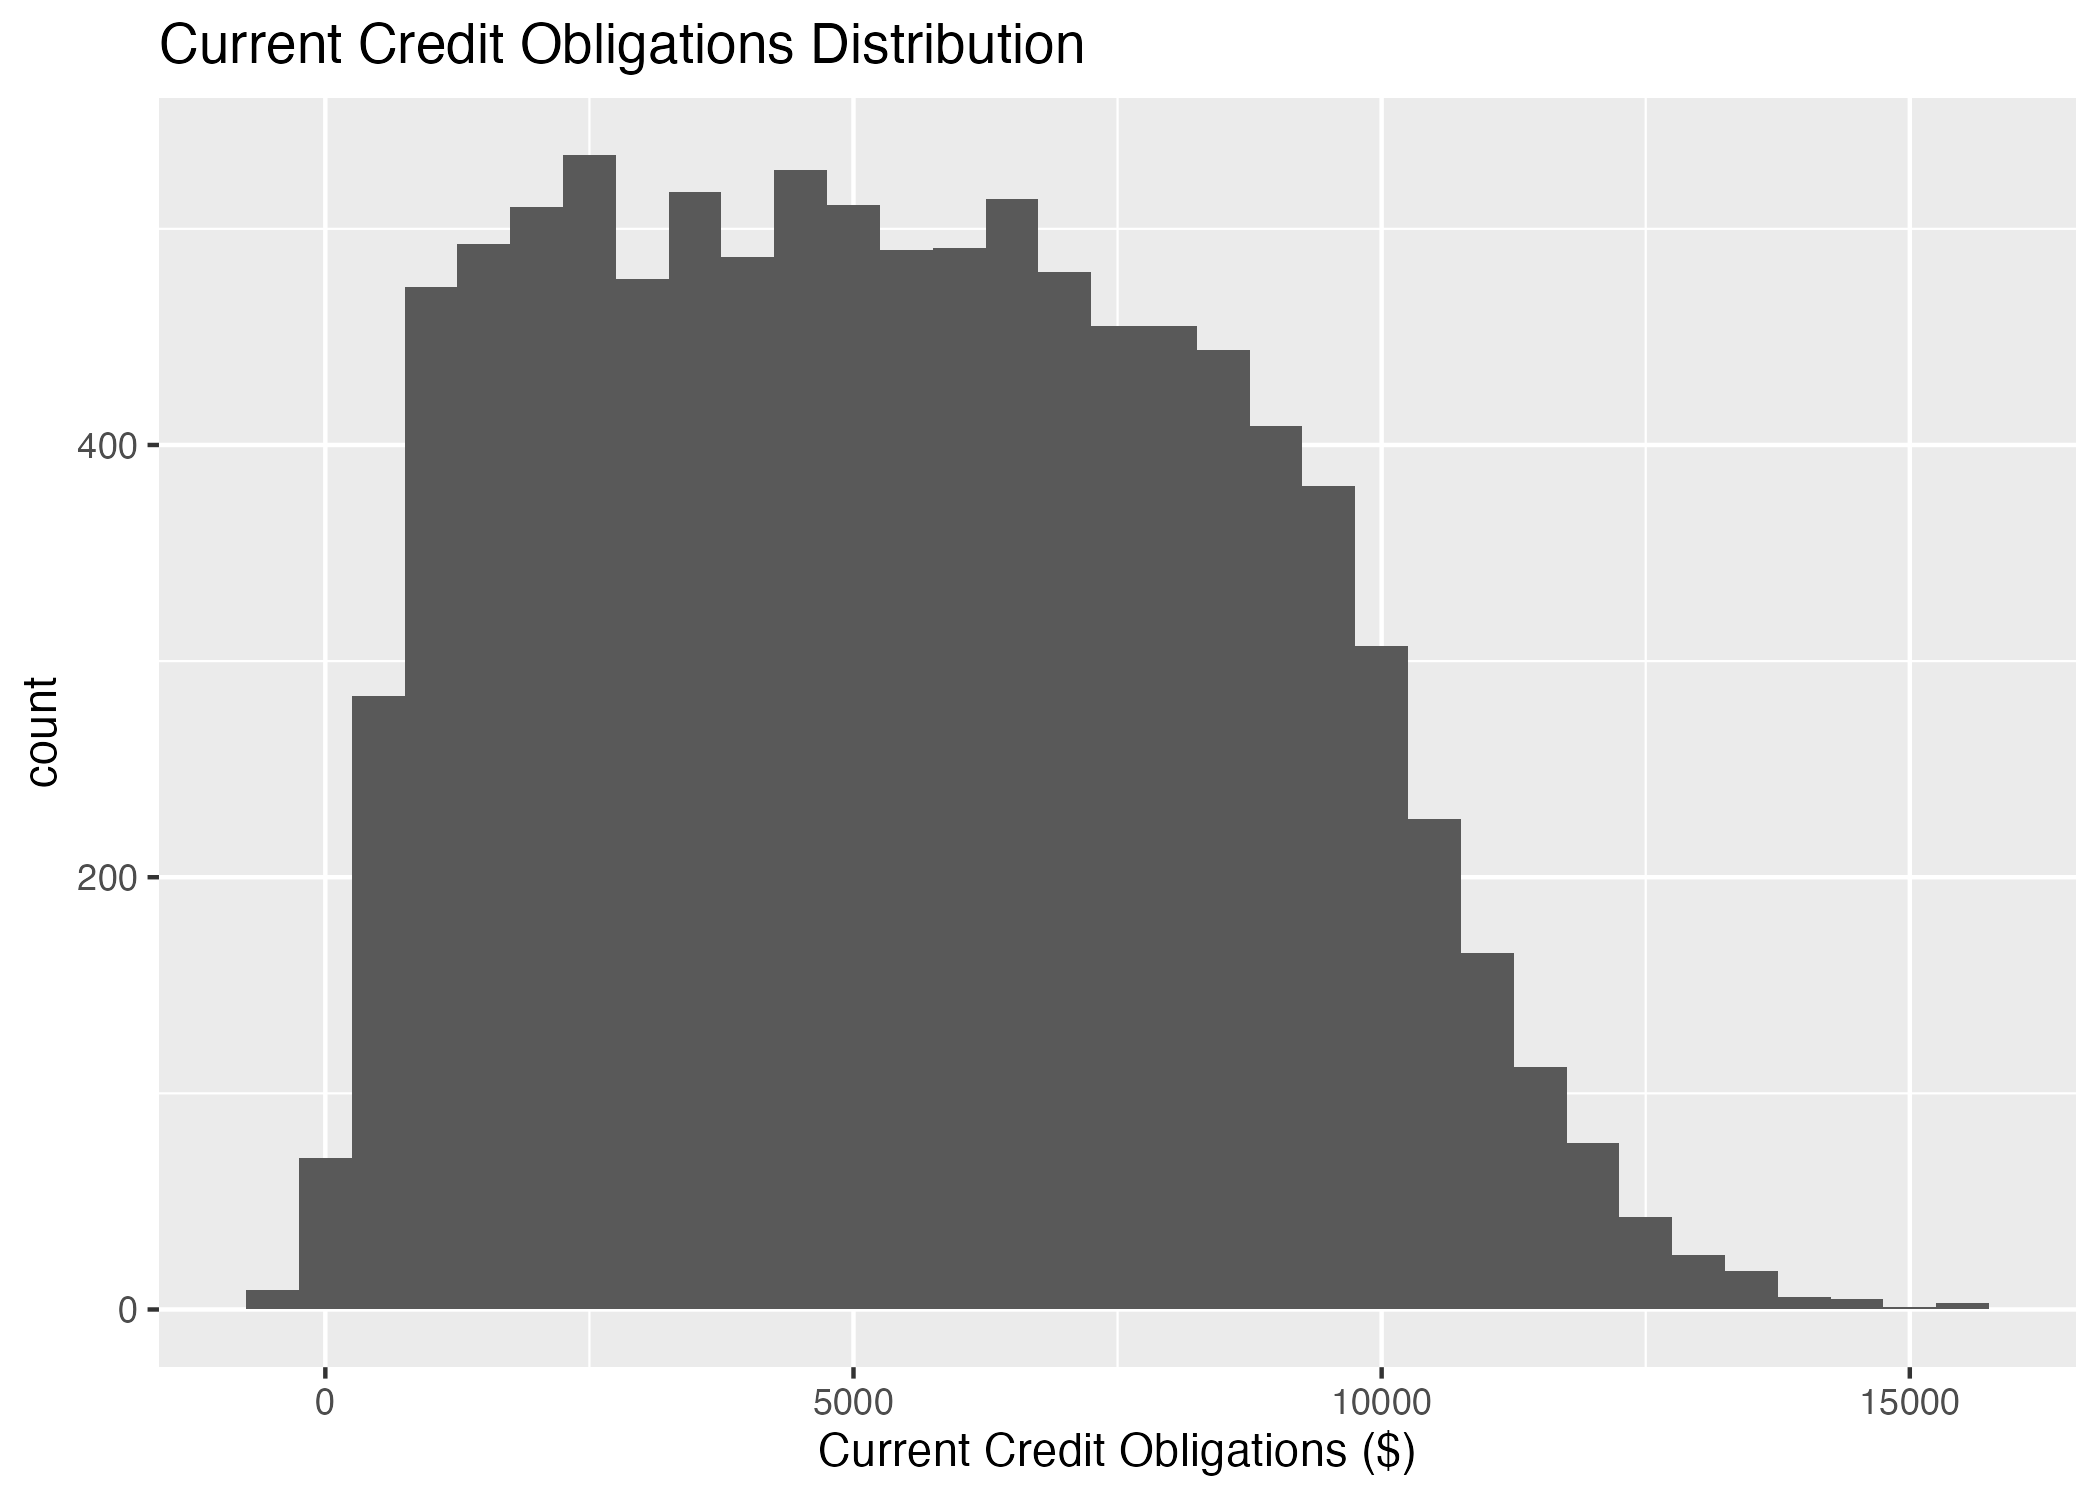 Current Credit Obligations Distribution
count
400
200
0
0 5000 10000 15000
Current Credit Obligations ($)